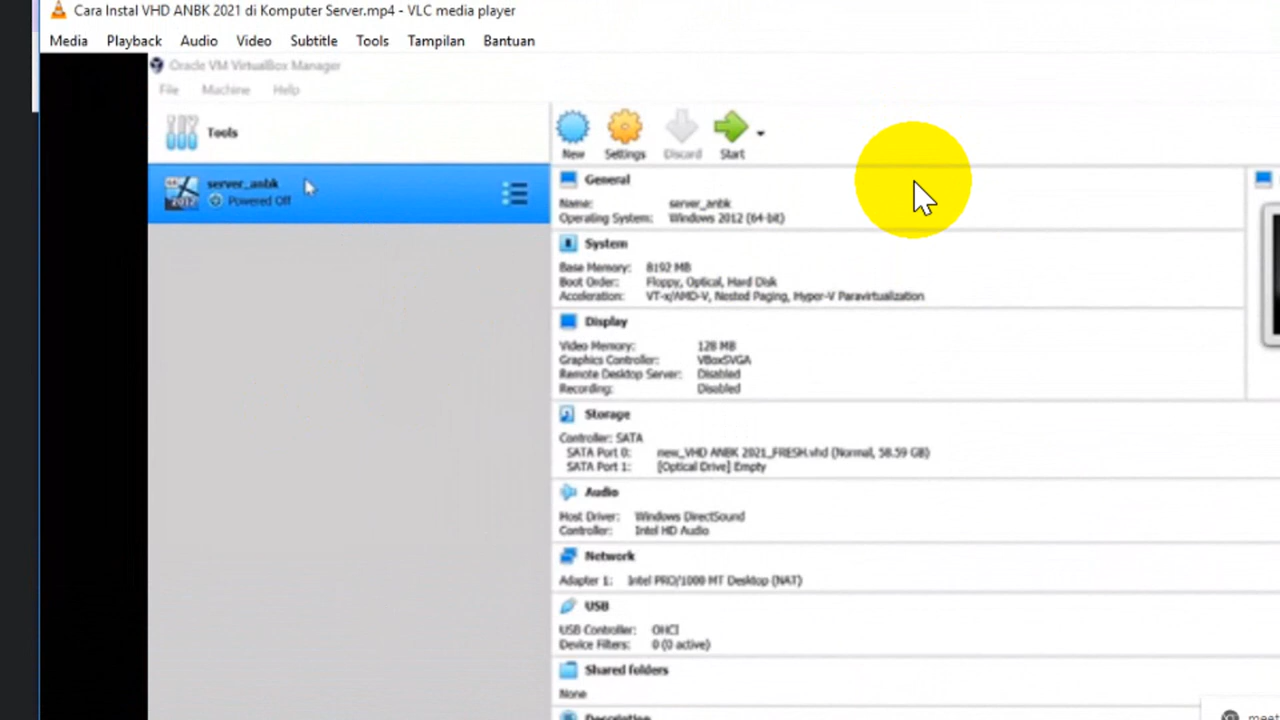 Cara Instal VHD ANBK 2021 di Komputer Server.mp4 - VLC media player
Media Playback Audio Video Subtitle Tools Tampilan Bantuan
Oracle VM VirtualBox Manager
File Machine Help
Tools
New Settings Discard Start
server_anbk
Powered Off
General
Name: server_anbk
Operating System: Windows 2012 (64-bit)
System
Base Memory: 8192 MB
Boot Order: Floppy, Optical, Hard Disk
Acceleration: VT-x/AMD-V, Nested Paging, Hyper-V Paravirtualization
Display
Video Memory: 128 MB
Graphics Controller: VBoxSVGA
Remote Desktop Server: Disabled
Recording: Disabled
Storage
Controller: SATA
SATA Port 0: new_VHD ANBK 2021_FRESH.vhd (Normal, 58.59 GB)
SATA Port 1: [Optical Drive] Empty
Audio
Host Driver: Windows DirectSound
Controller: Intel HD Audio
Network
Adapter 1: Intel PRO/1000 MT Desktop (NAT)
USB
USB Controller: OHCI
Device Filters: 0 (0 active)
Shared folders
None
Description